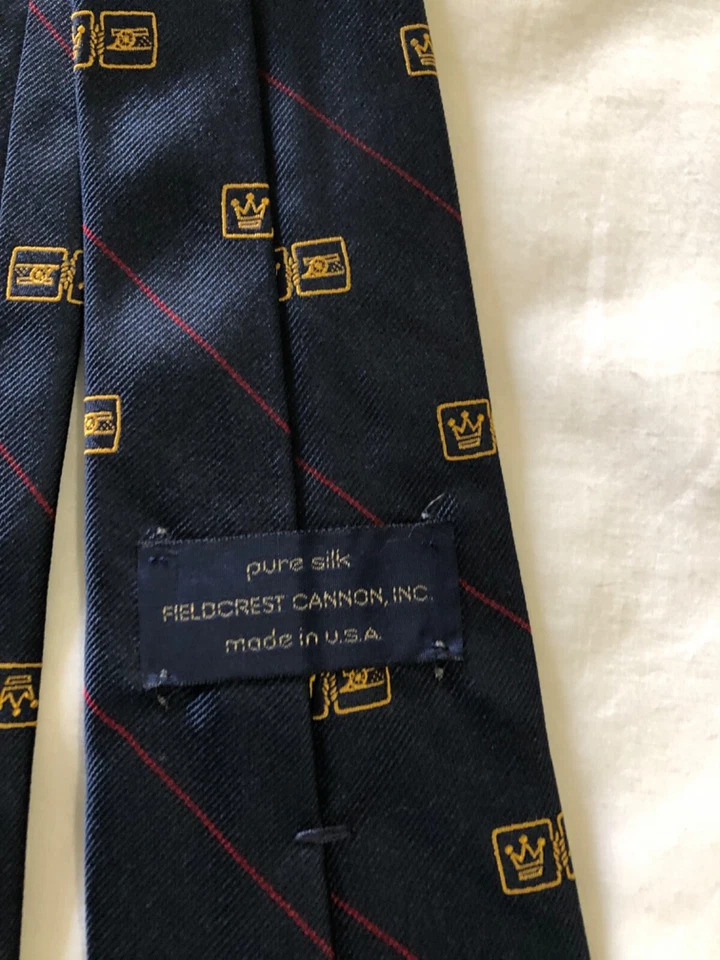 pure silk
FIELDCREST CANNON, INC.
made in U.S.A.